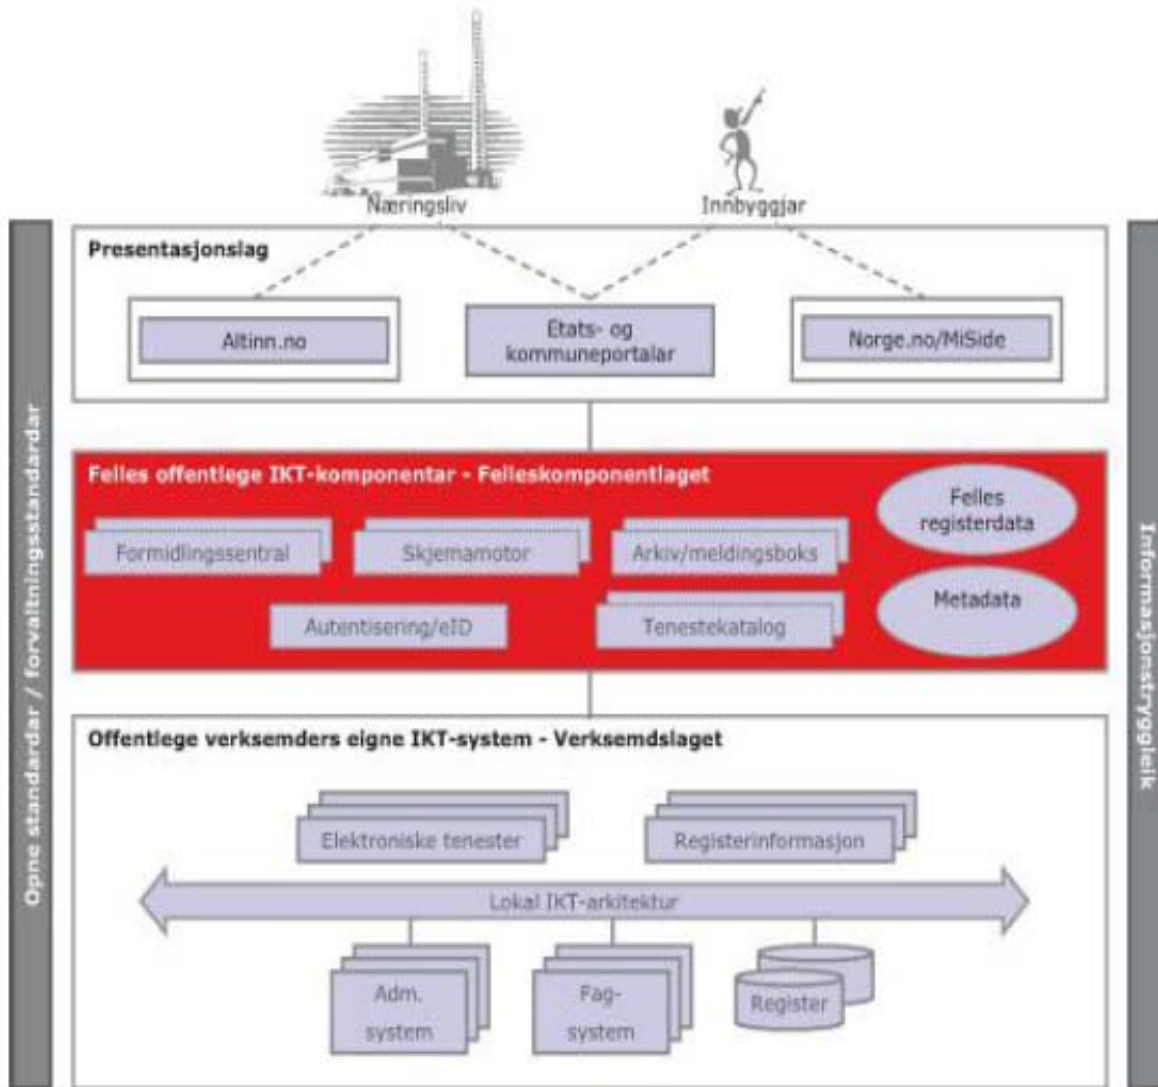 Næringsliv
Innbyggjar
Presentasjonslag
Altinn.no
Etats- og
kommuneportalar
Norge.no/MiSide
Felles offentlege IKT-komponentar - Felleskomponentlaget
Felles
registerdata
Formidlingssentral
Skjemamotor
Arkiv/meldingsboks
Metadata
Autentisering/eID
Tenestekatalog
Offentlege verksemders eigne IKT-system - Verksemdslaget
Elektroniske tenester
Registerinformasjon
Lokal IKT-arkitektur
Adm.
system
Fag-
system
Register
Opne standardar / forvaltningsstandardar
Informasjonstryggleik